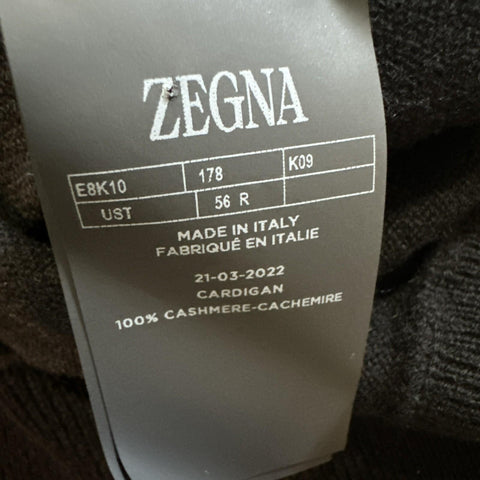 ZEGNA
E8K10 178 K09
UST 56 R
MADE IN ITALY
FABRIQUÉ EN ITALIE
21-03-2022
CARDIGAN
100% CASHMERE-CACHEMIRE